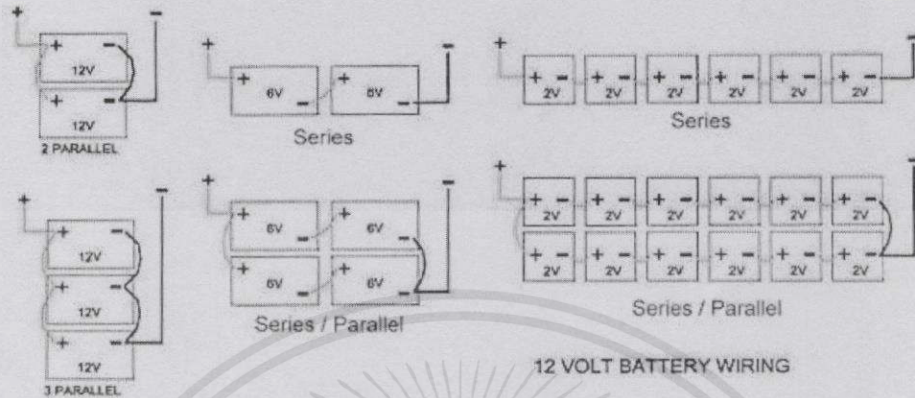 + -
+ -
12V
+ -
12V
2 PARALLEL
+ -
+ + 
6V 6V
- -
Series
+ -
+ - + - + - + - + - + -
2V 2V 2V 2V 2V 2V
Series
+ -
+ -
12V
+ -
12V
+ -
12V
3 PARALLEL
+ -
+ +
6V 6V
- -
+ +
6V 6V
- -
Series / Parallel
+ -
+ - + - + - + - + - + -
2V 2V 2V 2V 2V 2V
+ - + - + - + - + - + -
2V 2V 2V 2V 2V 2V
Series / Parallel
12 VOLT BATTERY WIRING